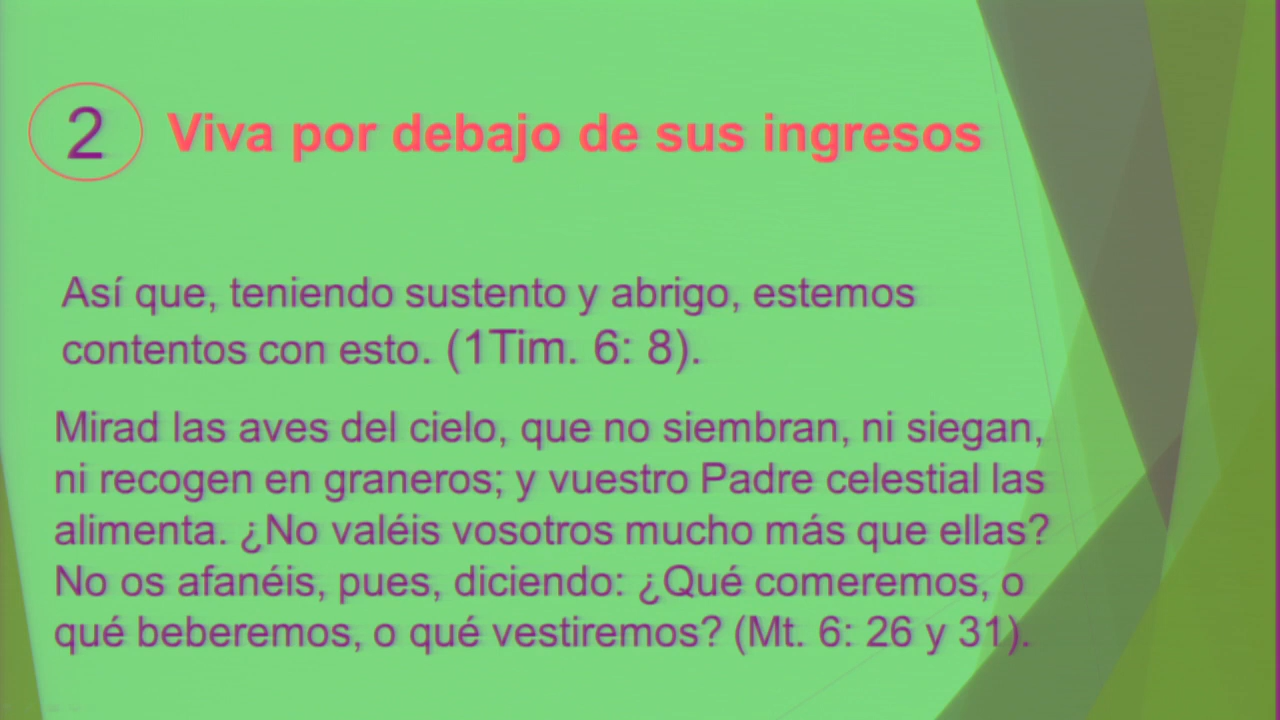 2 Viva por debajo de sus ingresos
Así que, teniendo sustento y abrigo, estemos
contentos con esto. (1Tim. 6: 8).
Mirad las aves del cielo, que no siembran, ni siegan,
ni recogen en graneros; y vuestro Padre celestial las
alimenta. ¿No valéis vosotros mucho más que ellas?
No os afanéis, pues, diciendo: ¿Qué comeremos, o
qué beberemos, o qué vestiremos? (Mt. 6: 26 y 31).